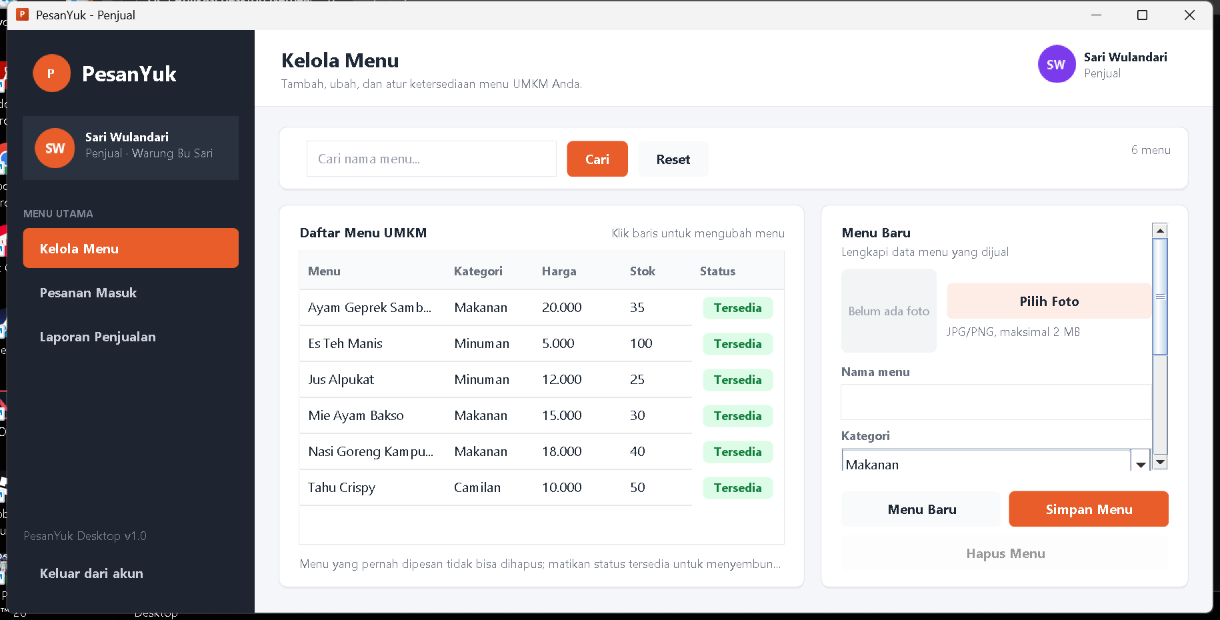 PesanYuk - Penjual
P PesanYuk
SW Sari Wulandari
Penjual · Warung Bu Sari
MENU UTAMA
Kelola Menu
Pesanan Masuk
Laporan Penjualan
PesanYuk Desktop v1.0
Keluar dari akun
Kelola Menu
Tambah, ubah, dan atur ketersediaan menu UMKM Anda.
SW Sari Wulandari
Penjual
Cari nama menu... Cari Reset 6 menu
Daftar Menu UMKM Klik baris untuk mengubah menu
Menu Kategori Harga Stok Status
Ayam Geprek Samb... Makanan 20.000 35 Tersedia
Es Teh Manis Minuman 5.000 100 Tersedia
Jus Alpukat Minuman 12.000 25 Tersedia
Mie Ayam Bakso Makanan 15.000 30 Tersedia
Nasi Goreng Kampu... Makanan 18.000 40 Tersedia
Tahu Crispy Camilan 10.000 50 Tersedia
Menu yang pernah dipesan tidak bisa dihapus; matikan status tersedia untuk menyembun...
Menu Baru
Lengkapi data menu yang dijual
Belum ada foto
Pilih Foto
JPG/PNG, maksimal 2 MB
Nama menu
Kategori
Makanan
Menu Baru Simpan Menu
Hapus Menu